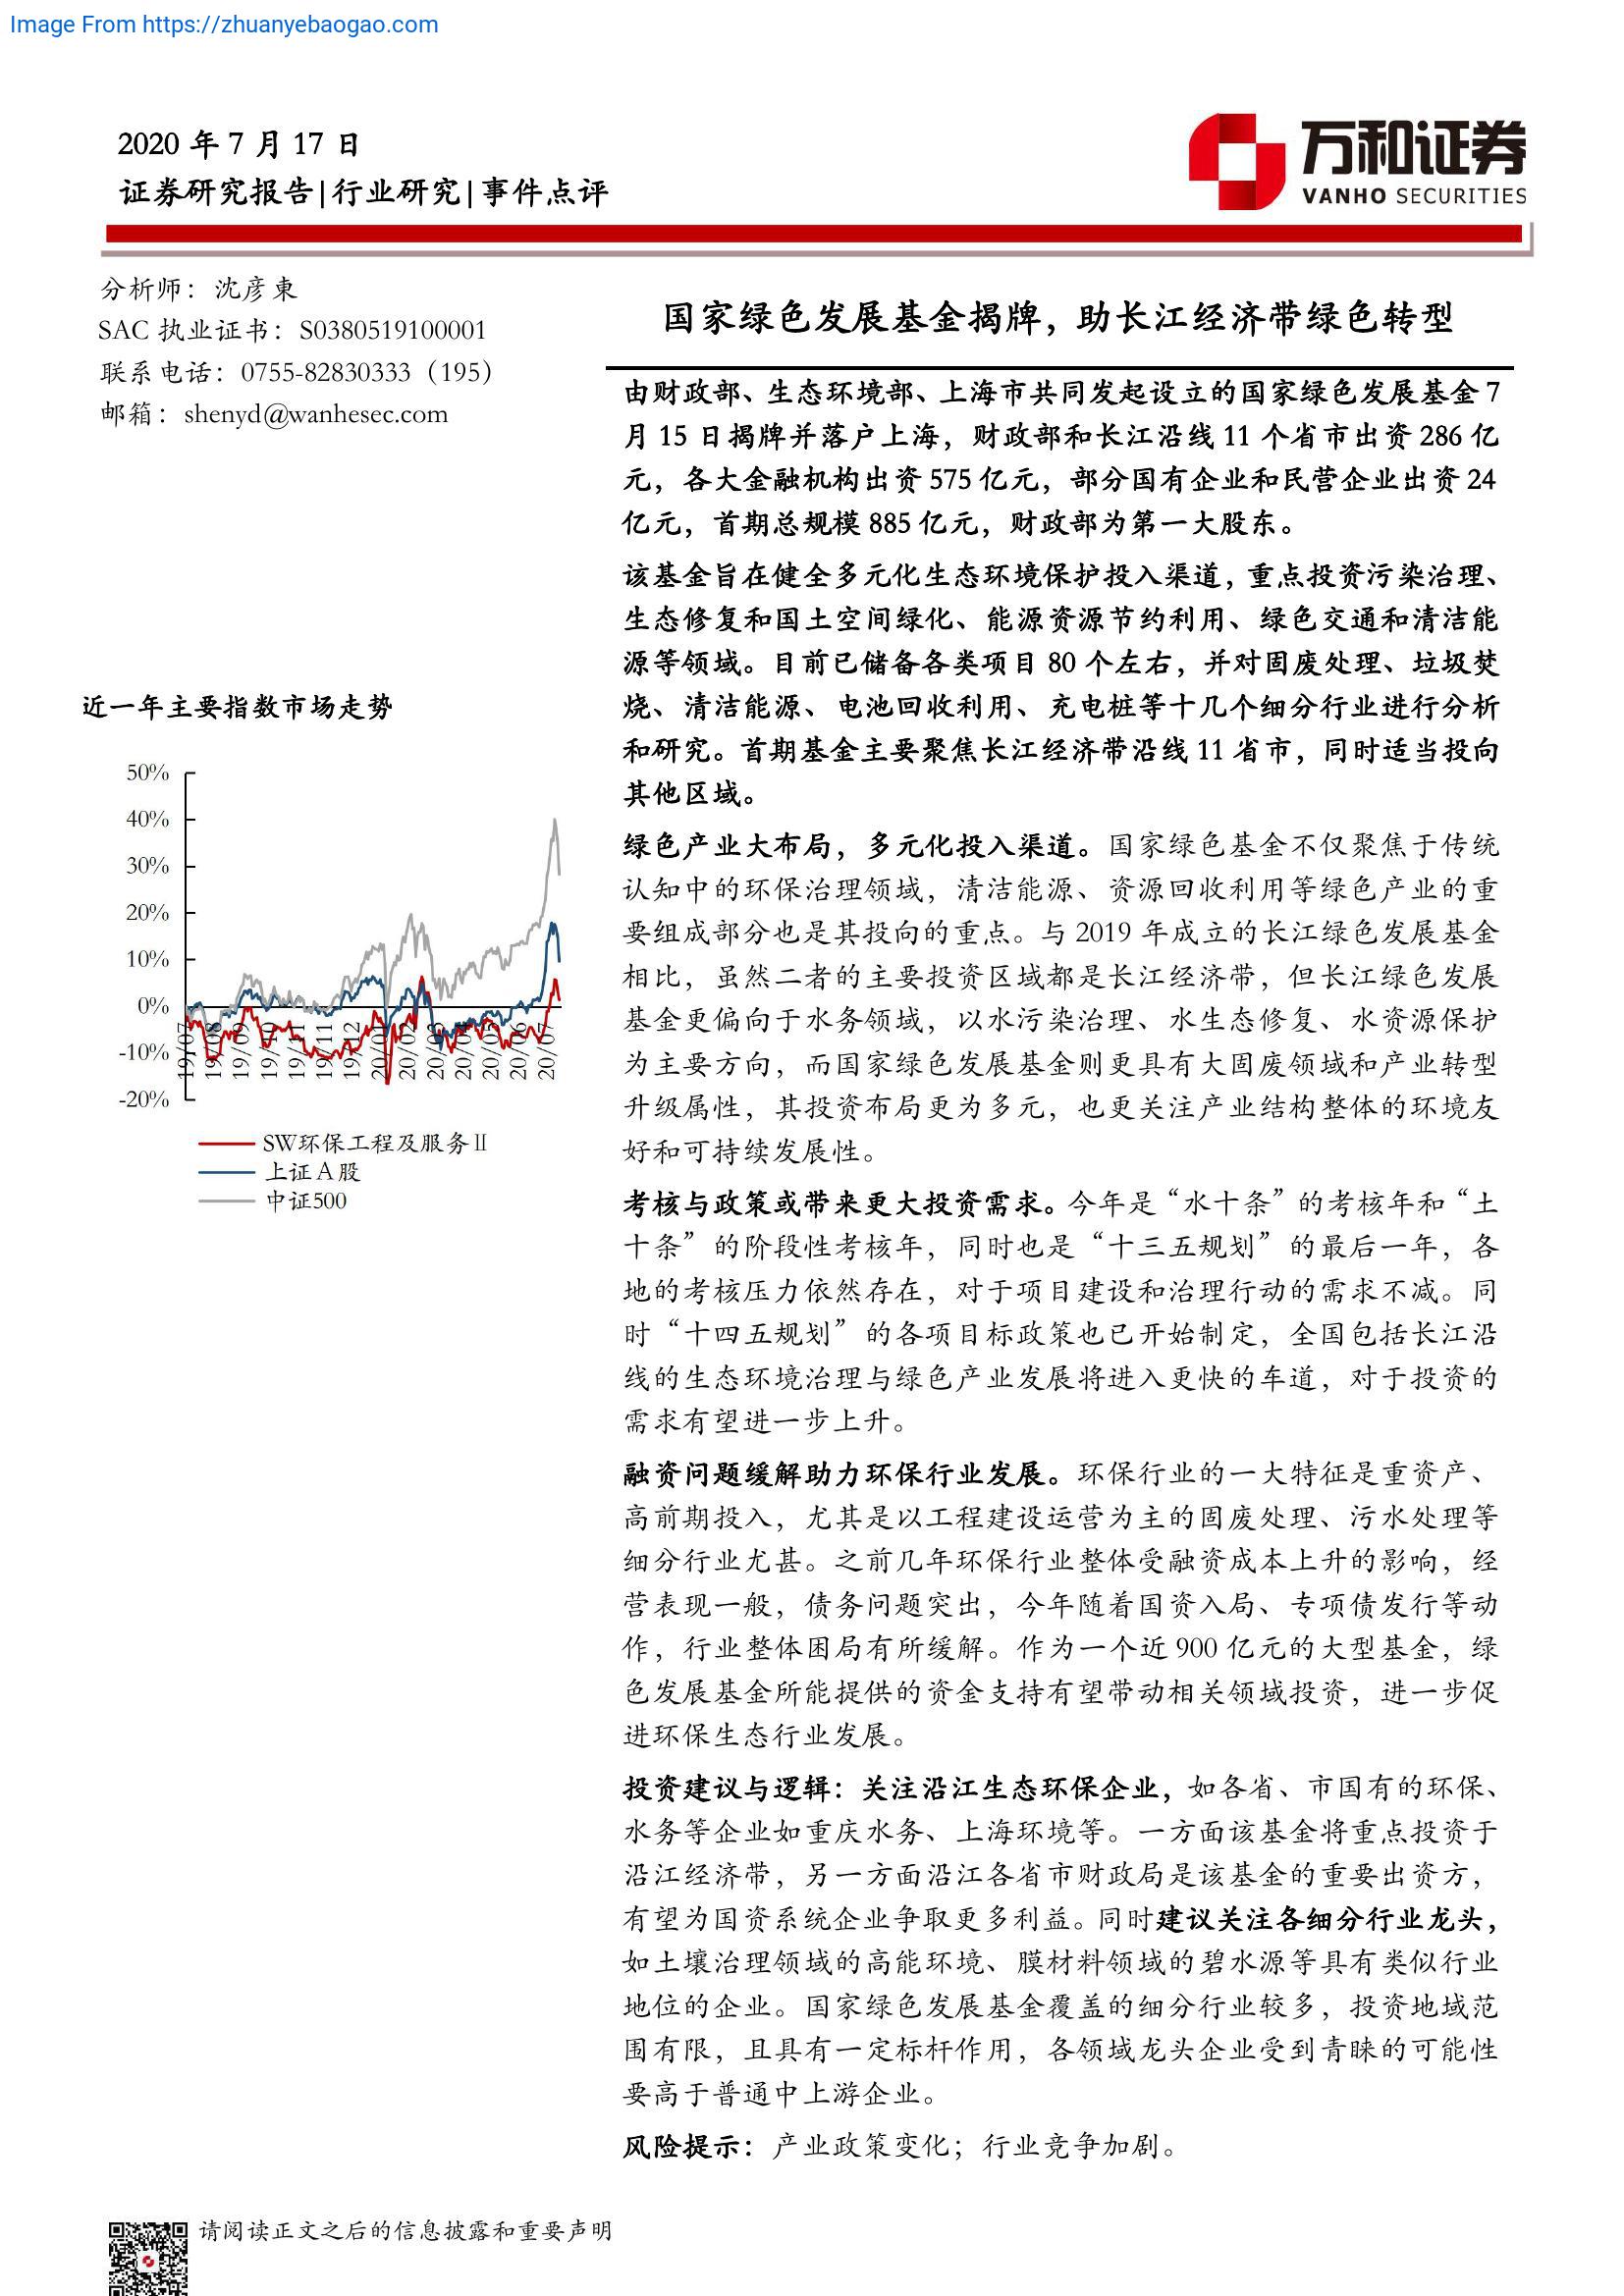 Image From https://zhuanyebaogao.com
2020 年 7 月 17 日
证券研究报告|行业研究|事件点评
万和证券
VANHO SECURITIES
分析师：沈彦東
SAC 执业证书：S0380519100001
联系电话：0755-82830333（195）
邮箱：shenyd@wanhesec.com
近一年主要指数市场走势
50%
40%
30%
20%
10%
0%
-10%
-20%
19/07
19/08
19/09
19/10
19/11
19/11
19/12
20/01
20/02
20/03
20/04
20/05
20/06
20/07
SW环保工程及服务Ⅱ
上证A股
中证500
国家绿色发展基金揭牌，助长江经济带绿色转型
由财政部、生态环境部、上海市共同发起设立的国家绿色发展基金 7
月 15 日揭牌并落户上海，财政部和长江沿线 11 个省市出资 286 亿
元，各大金融机构出资 575 亿元，部分国有企业和民营企业出资 24
亿元，首期总规模 885 亿元，财政部为第一大股东。
该基金旨在健全多元化生态环境保护投入渠道，重点投资污染治理、
生态修复和国土空间绿化、能源资源节约利用、绿色交通和清洁能
源等领域。目前已储备各类项目 80 个左右，并对固废处理、垃圾焚
烧、清洁能源、电池回收利用、充电桩等十几个细分行业进行分析
和研究。首期基金主要聚焦长江经济带沿线 11 省市，同时适当投向
其他区域。
绿色产业大布局，多元化投入渠道。国家绿色基金不仅聚焦于传统
认知中的环保治理领域，清洁能源、资源回收利用等绿色产业的重
要组成部分也是其投向的重点。与 2019 年成立的长江绿色发展基金
相比，虽然二者的主要投资区域都是长江经济带，但长江绿色发展
基金更偏向于水务领域，以水污染治理、水生态修复、水资源保护
为主要方向，而国家绿色发展基金则更具有大固废领域和产业转型
升级属性，其投资布局更为多元，也更关注产业结构整体的环境友
好和可持续发展性。
考核与政策或带来更大投资需求。今年是“水十条”的考核年和“土
十条”的阶段性考核年，同时也是“十三五规划”的最后一年，各
地的考核压力依然存在，对于项目建设和治理行动的需求不减。同
时“十四五规划”的各项目标政策也已开始制定，全国包括长江沿
线的生态环境治理与绿色产业发展将进入更快的车道，对于投资的
需求有望进一步上升。
融资问题缓解助力环保行业发展。环保行业的一大特征是重资产、
高前期投入，尤其是以工程建设运营为主的固废处理、污水处理等
细分行业尤甚。之前几年环保行业整体受融资成本上升的影响，经
营表现一般，债务问题突出，今年随着国资入局、专项债发行等动
作，行业整体困局有所缓解。作为一个近 900 亿元的大型基金，绿
色发展基金所能提供的资金支持有望带动相关领域投资，进一步促
进环保生态行业发展。
投资建议与逻辑：关注沿江生态环保企业，如各省、市国有的环保、
水务等企业如重庆水务、上海环境等。一方面该基金将重点投资于
沿江经济带，另一方面沿江各省市财政局是该基金的重要出资方，
有望为国资系统企业争取更多利益。同时建议关注各细分行业龙头，
如土壤治理领域的高能环境、膜材料领域的碧水源等具有类似行业
地位的企业。国家绿色发展基金覆盖的细分行业较多，投资地域范
围有限，且具有一定标杆作用，各领域龙头企业受到青睐的可能性
要高于普通中上游企业。
风险提示：产业政策变化；行业竞争加剧。
请阅读正文之后的信息披露和重要声明